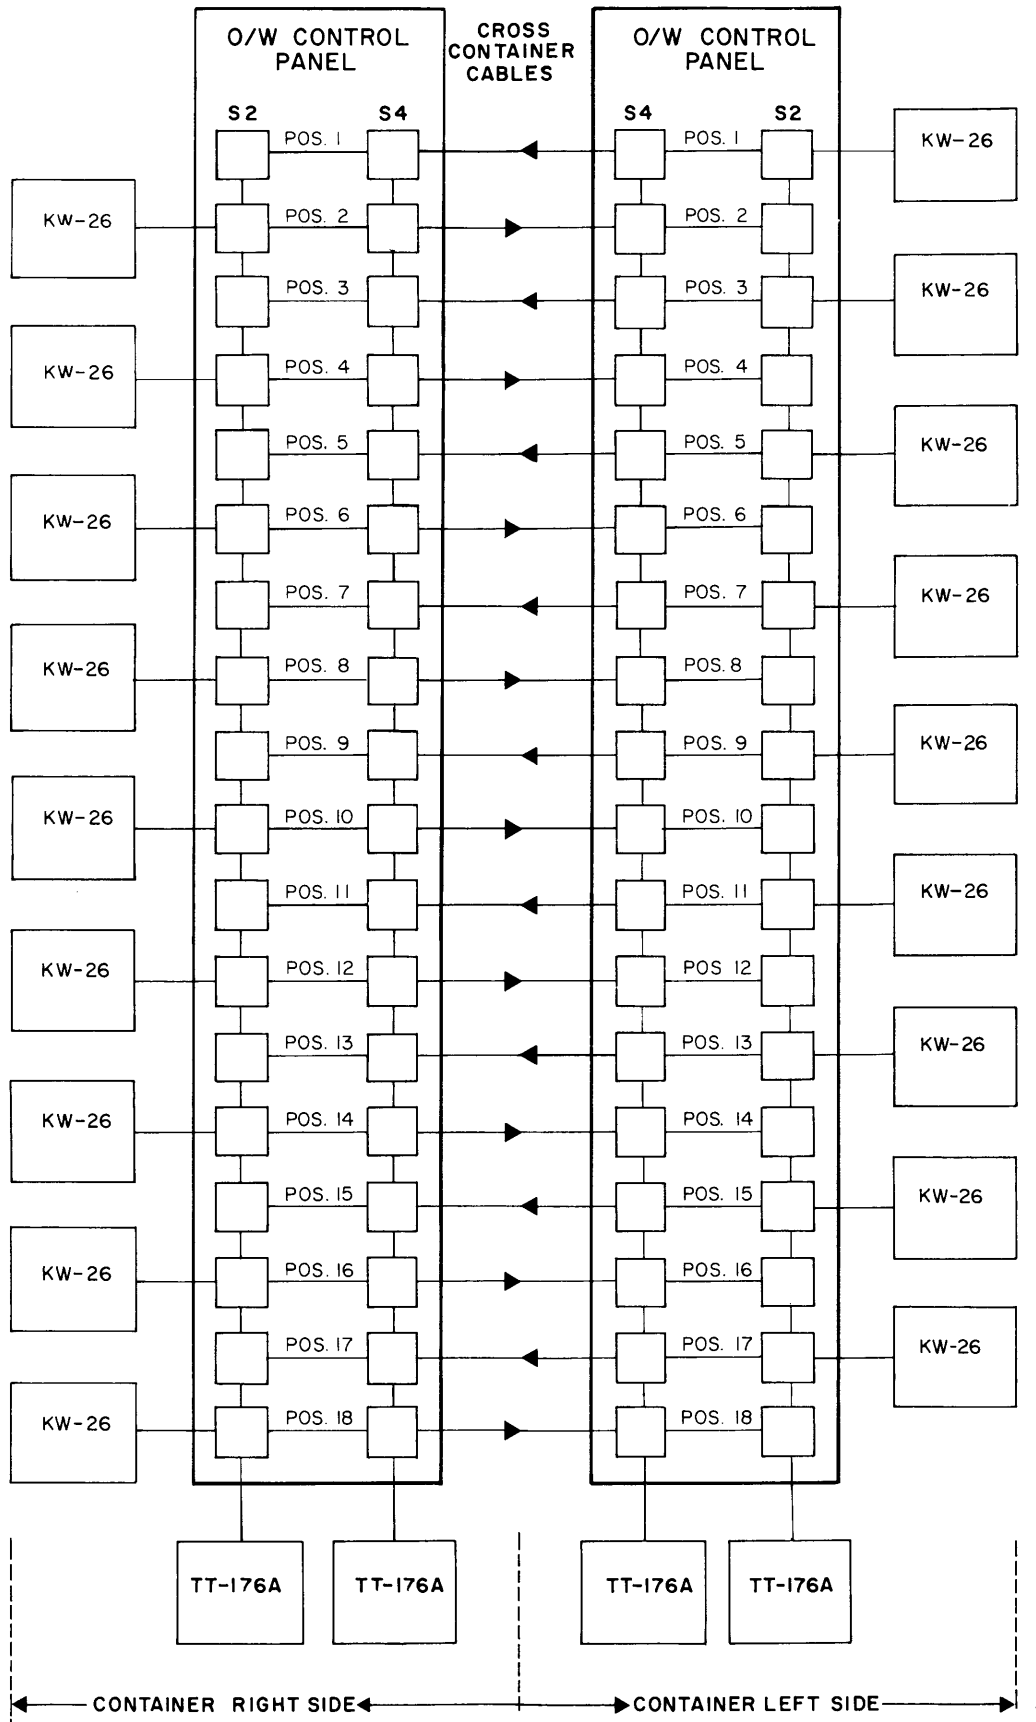 O/W CONTROL PANEL
CROSS CONTAINER CABLES
O/W CONTROL PANEL
S2 S4 S4 S2
POS. 1 POS. 1 KW-26
KW-26 POS. 2 POS. 2
POS. 3 POS. 3 KW-26
KW-26 POS. 4 POS. 4
POS. 5 POS. 5 KW-26
KW-26 POS. 6 POS. 6
POS. 7 POS. 7 KW-26
KW-26 POS. 8 POS. 8
POS. 9 POS. 9 KW-26
KW-26 POS. 10 POS. 10
POS. 11 POS. 11 KW-26
KW-26 POS. 12 POS 12
POS. 13 POS. 13 KW-26
KW-26 POS. 14 POS. 14
POS. 15 POS. 15 KW-26
KW-26 POS. 16 POS. 16
POS. 17 POS. 17 KW-26
KW-26 POS. 18 POS. 18
TT-176A TT-176A TT-176A TT-176A
CONTAINER RIGHT SIDE CONTAINER LEFT SIDE